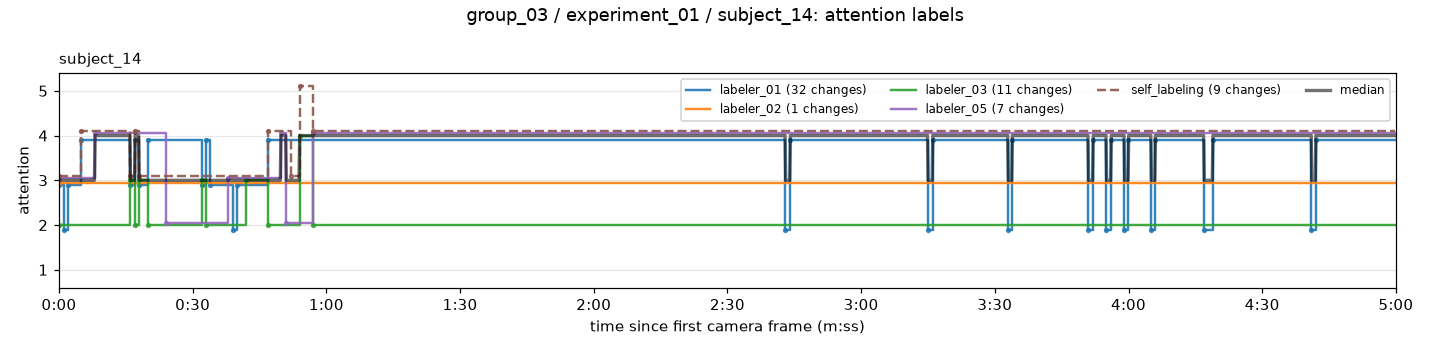 group_03 / experiment_01 / subject_14: attention labels
subject_14
labeler_01 (32 changes)
labeler_02 (1 changes)
labeler_03 (11 changes)
labeler_05 (7 changes)
self_labeling (9 changes)
median
attention
5
4
3
2
1
0:00 0:30 1:00 1:30 2:00 2:30 3:00 3:30 4:00 4:30 5:00
time since first camera frame (m:ss)